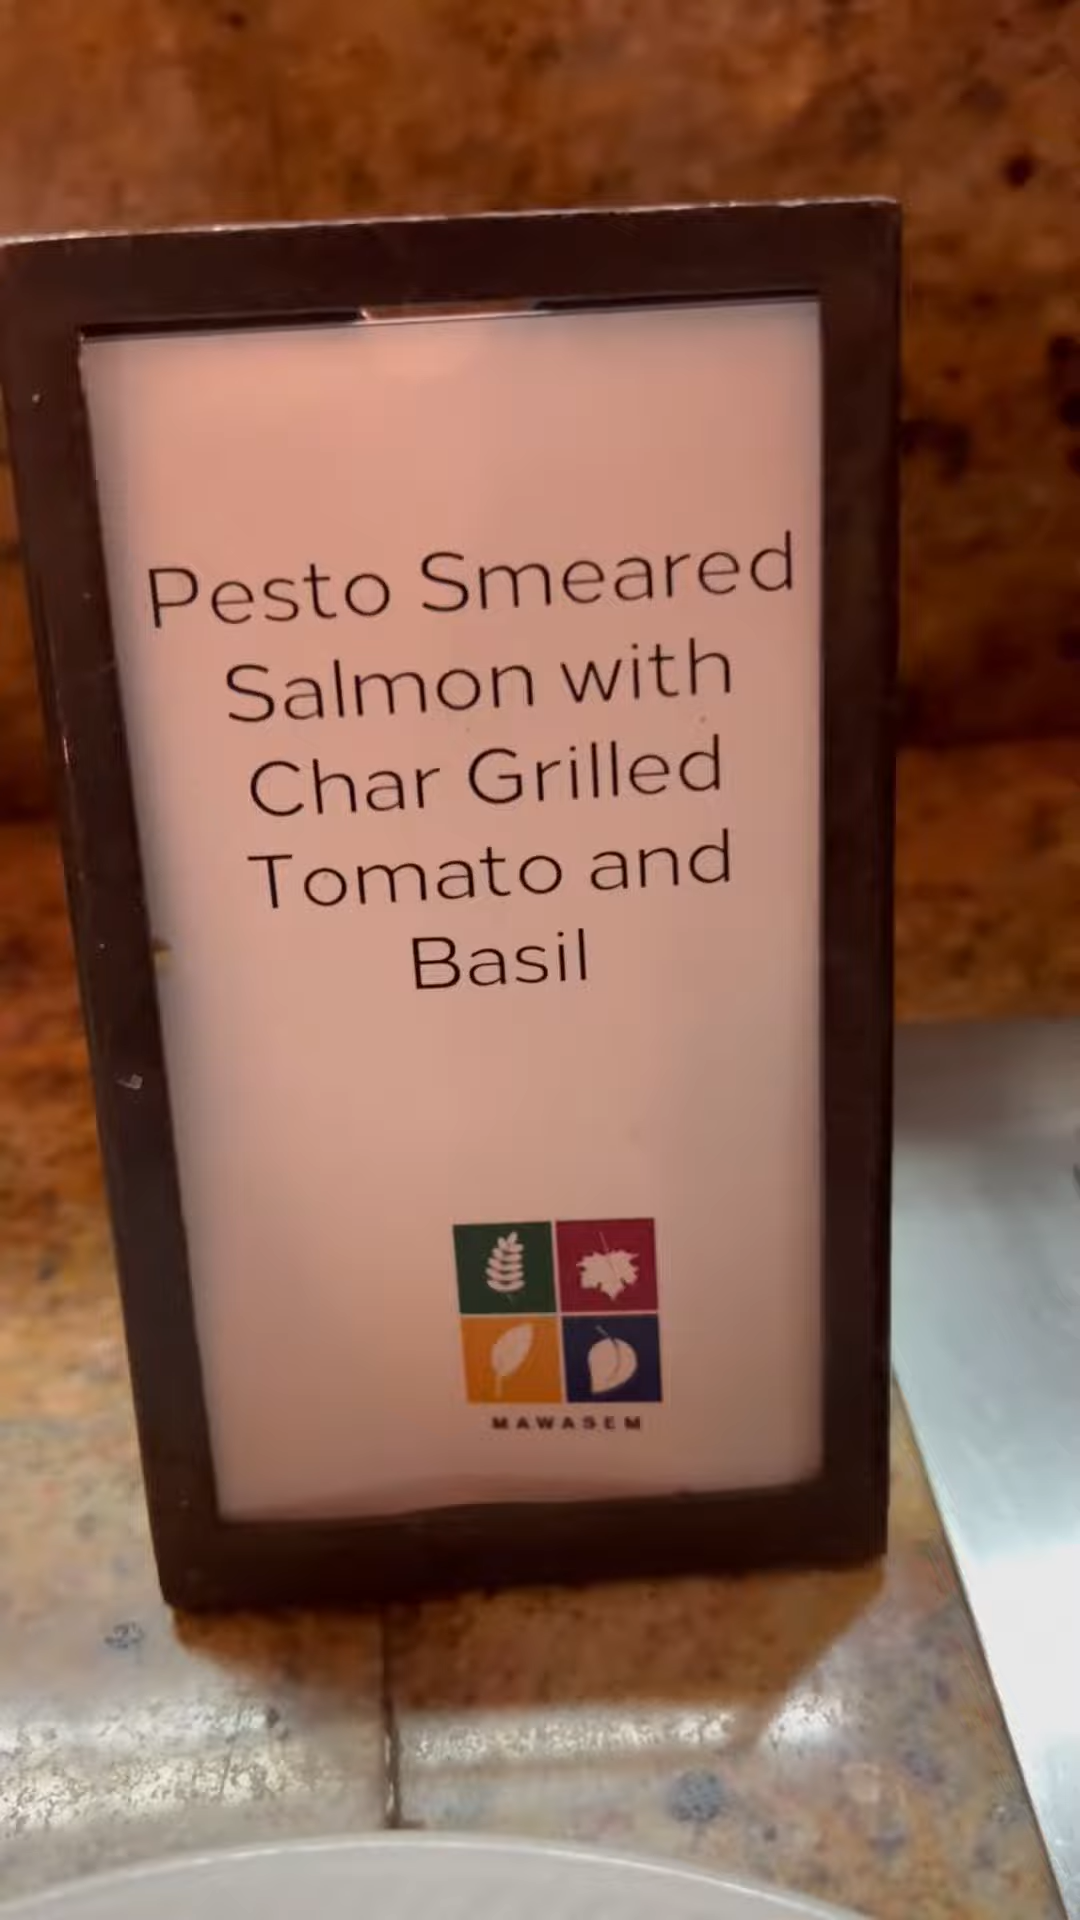 Pesto Smeared
Salmon with
Char Grilled
Tomato and
Basil
MAWASEM